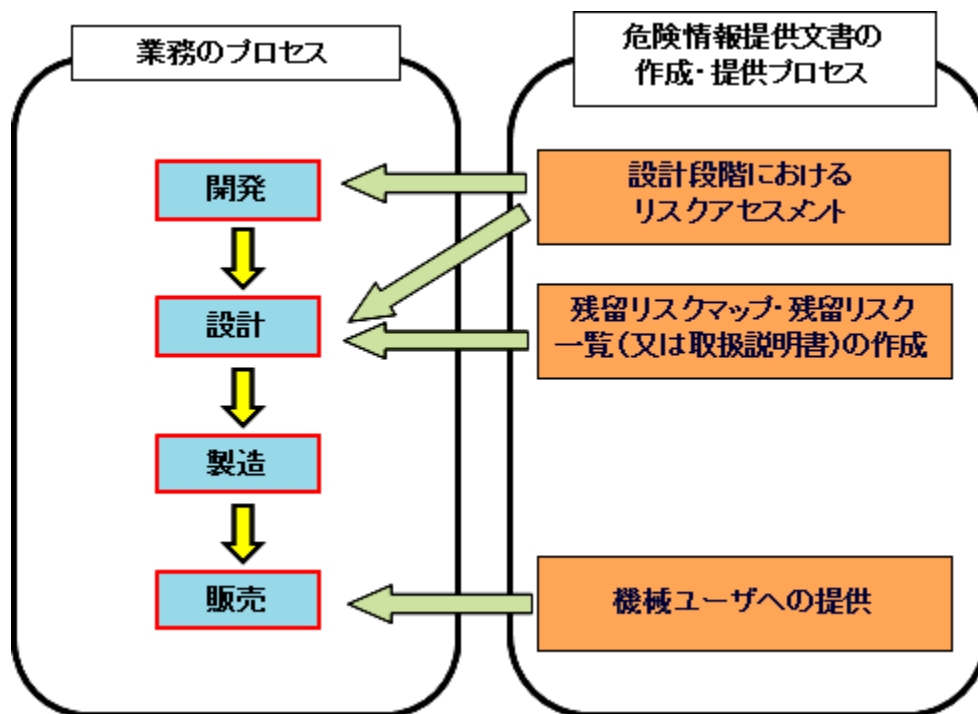 業務のプロセス
開発
設計
製造
販売
危険情報提供文書の
作成・提供プロセス
設計段階における
リスクアセスメント
残留リスクマップ・残留リスク
一覧(又は取扱説明書)の作成
機械ユーザへの提供